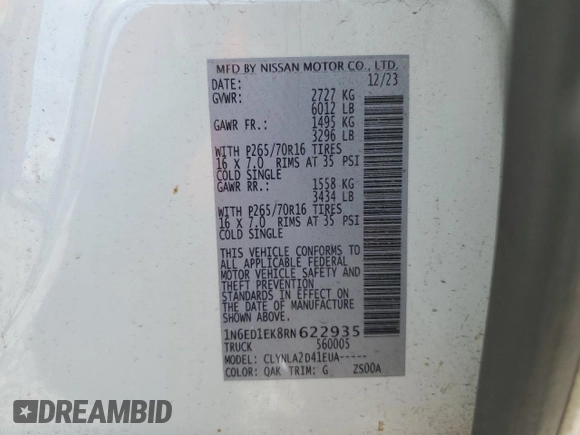 MFD BY NISSAN MOTOR CO., LTD.
DATE: 12/23
GVWR: 2727 KG
6012 LB
GAWR FR.: 1495 KG
3296 LB
WITH P265/70R16 TIRES
16 X 7.0 RIMS AT 35 PSI
COLD SINGLE
GAWR RR.: 1558 KG
3434 LB
WITH P265/70R16 TIRES
16 X 7.0 RIMS AT 35 PSI
COLD SINGLE
THIS VEHICLE CONFORMS TO
ALL APPLICABLE FEDERAL
MOTOR VEHICLE SAFETY AND
THEFT PREVENTION
STANDARDS IN EFFECT ON
THE DATE OF MANUFACTURE
SHOWN ABOVE.
1N6ED1EK8RN622935
TRUCK 560005
MODEL: CLYNLA2D41EUA-----
COLOR: QAK TRIM: G ZS00A
DREAMBID